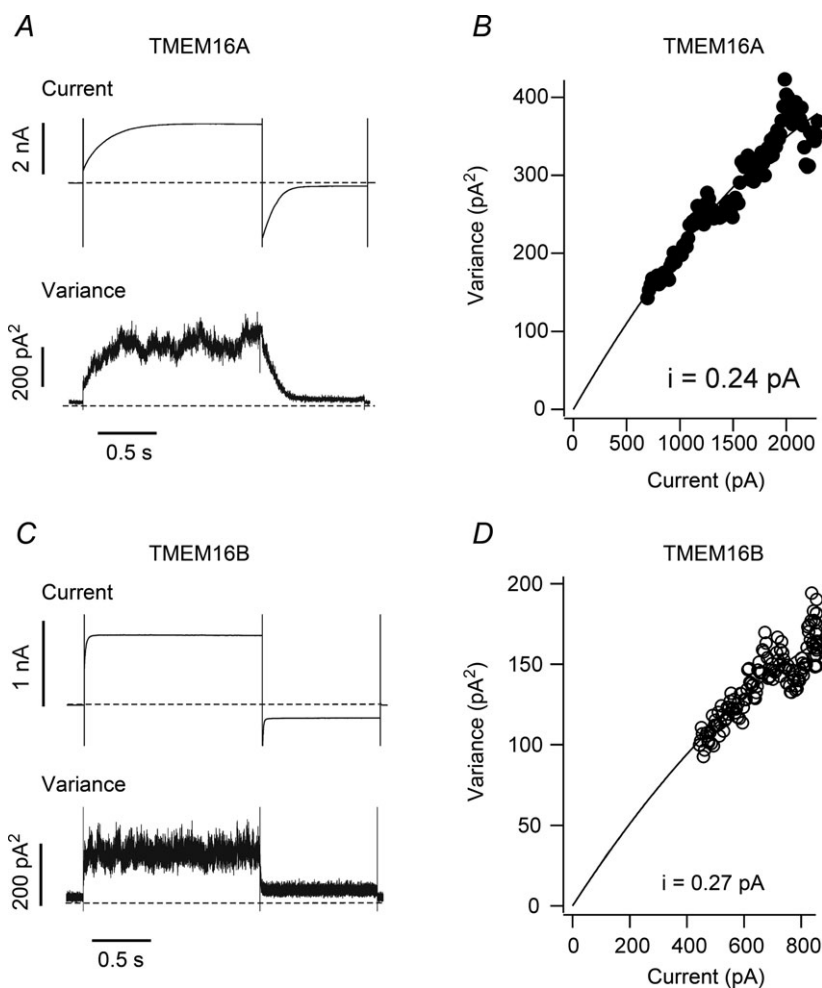 A
TMEM16A
Current
2 nA
Variance
200 pA²
0.5 s
B
TMEM16A
Variance (pA²)
400
300
200
100
0
i = 0.24 pA
0 500 1000 1500 2000
Current (pA)
C
TMEM16B
Current
1 nA
Variance
200 pA²
0.5 s
D
TMEM16B
Variance (pA²)
200
150
100
50
0
i = 0.27 pA
0 200 400 600 800
Current (pA)